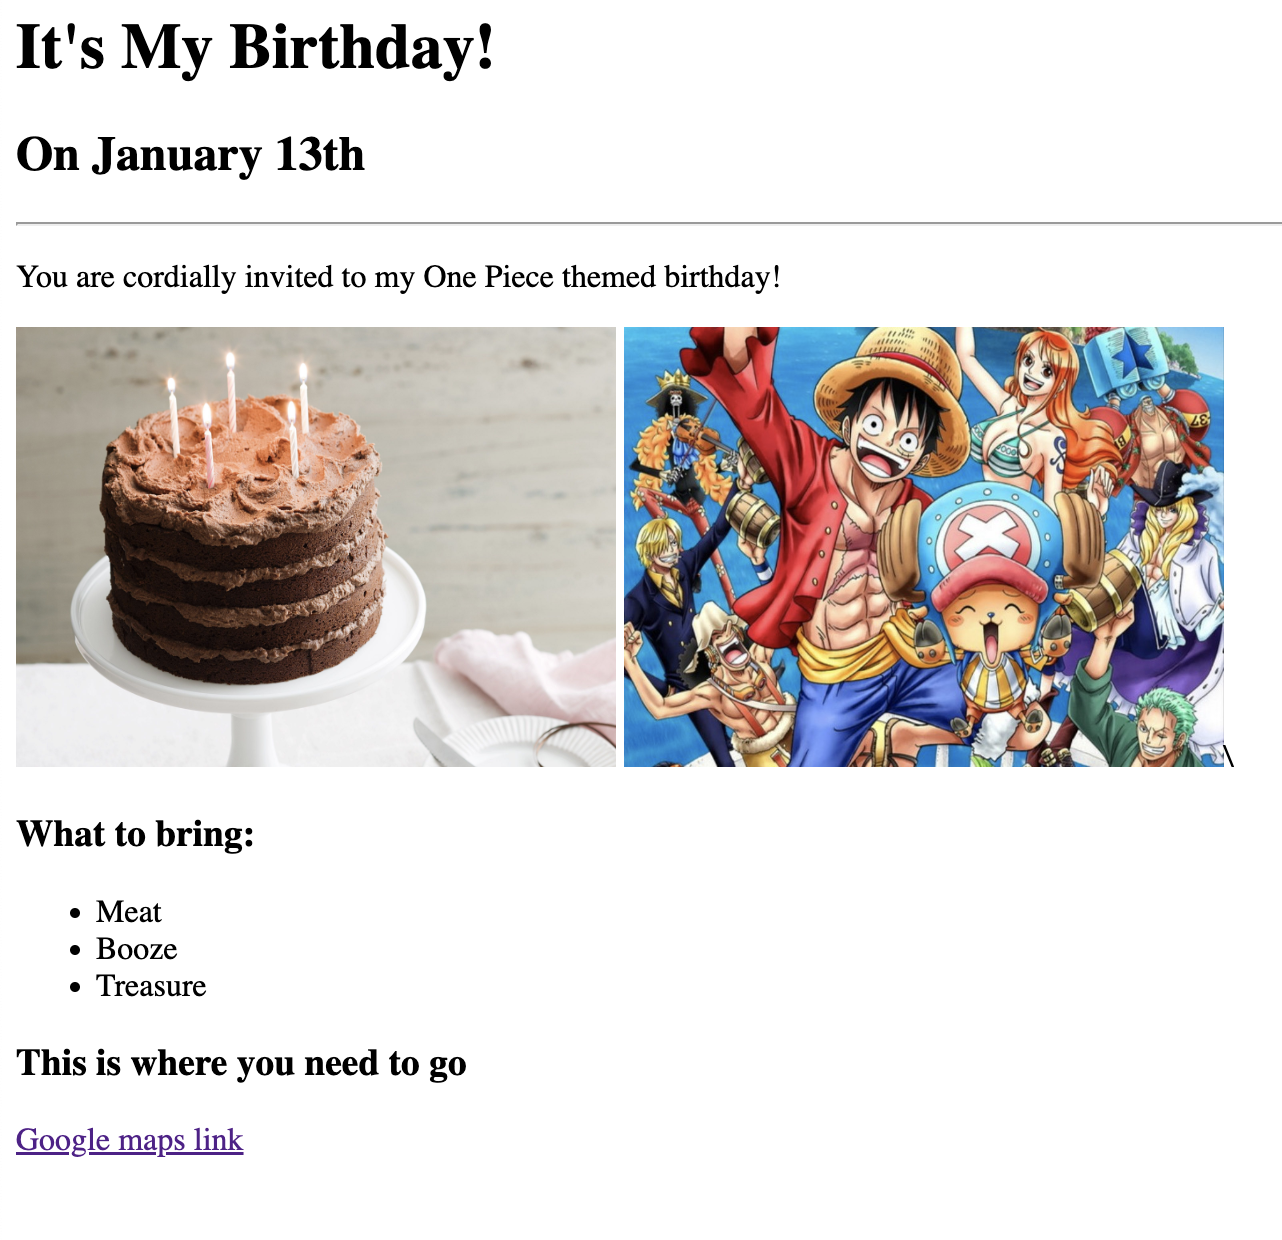 It's My Birthday!
On January 13th
You are cordially invited to my One Piece themed birthday!
\
What to bring:
• Meat
• Booze
• Treasure
This is where you need to go
Google maps link